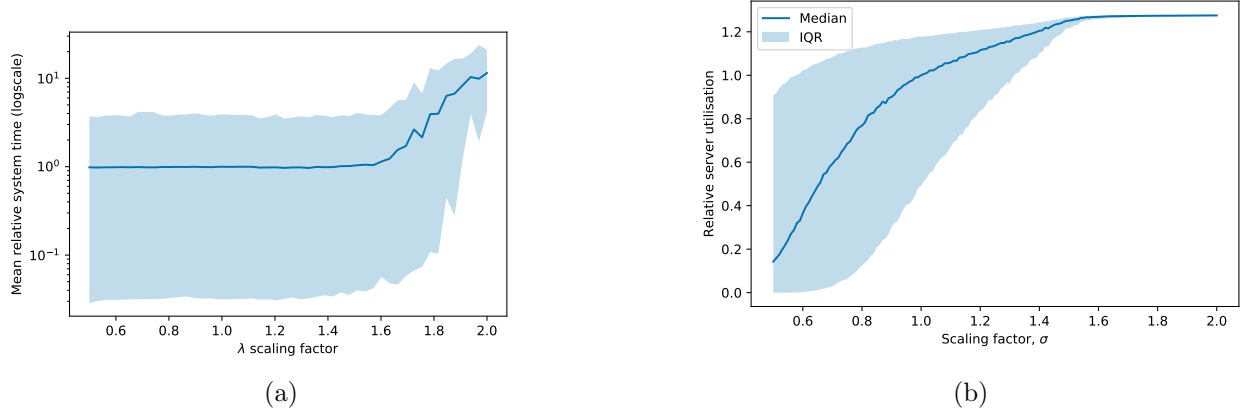 Mean relative system time (logscale)
10¹
10⁰
10⁻¹
0.6 0.8 1.0 1.2 1.4 1.6 1.8 2.0
λ scaling factor
(a)
Median
IQR
Relative server utilisation
1.2
1.0
0.8
0.6
0.4
0.2
0.0
0.6 0.8 1.0 1.2 1.4 1.6 1.8 2.0
Scaling factor, σ
(b)